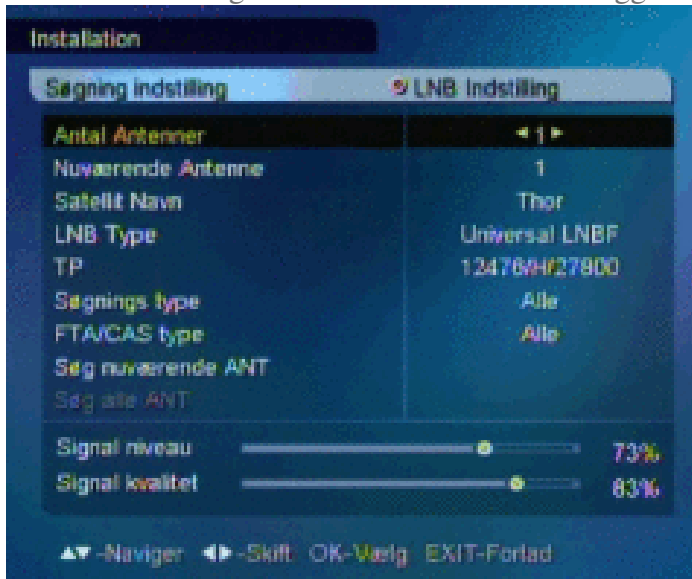 Installation
Søgning indstilling LNB Indstilling
Antal Antenner ◄1►
Nuværende Antenne 1
Satellit Navn Thor
LNB Type Universal LNBF
TP 12476/H/27800
Søgnings type Alle
FTA/CAS type Alle
Søg nuværende ANT
Søg alle ANT
Signal niveau 73%
Signal kvalitet 83%
▲▼-Naviger ◄►-Skift OK-Vælg EXIT-Forlad